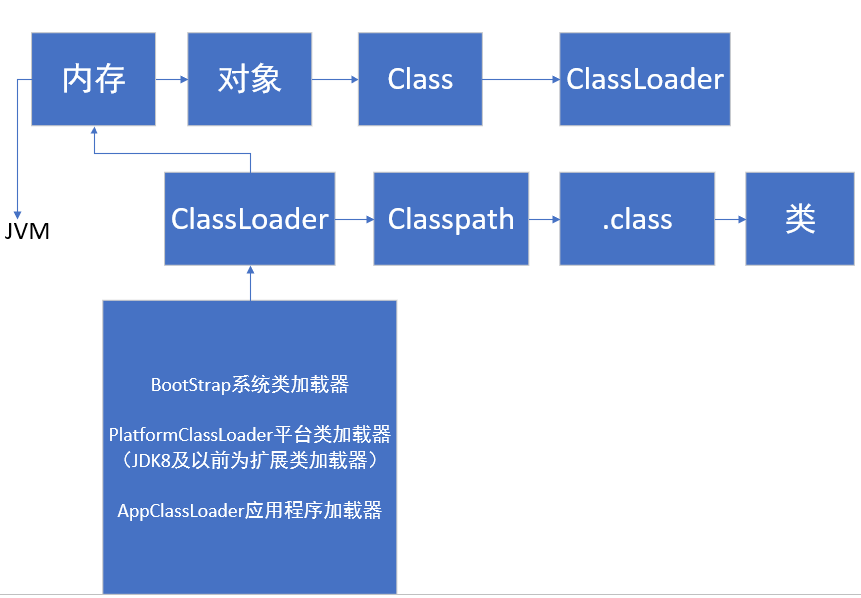 内存
对象
Class
ClassLoader
JVM
ClassLoader
Classpath
.class
类
BootStrap系统类加载器
PlatformClassLoader平台类加载器
（JDK8及以前为扩展类加载器）
AppClassLoader应用程序加载器